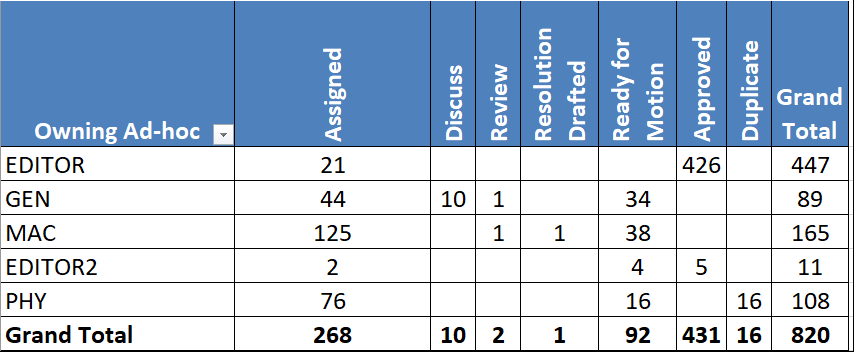 Owning Ad-hoc Assigned Discuss Review Resolution Drafted Ready for Motion Approved Duplicate Grand Total
EDITOR 21 426 447
GEN 44 10 1 34 89
MAC 125 1 1 38 165
EDITOR2 2 4 5 11
PHY 76 16 16 108
Grand Total 268 10 2 1 92 431 16 820